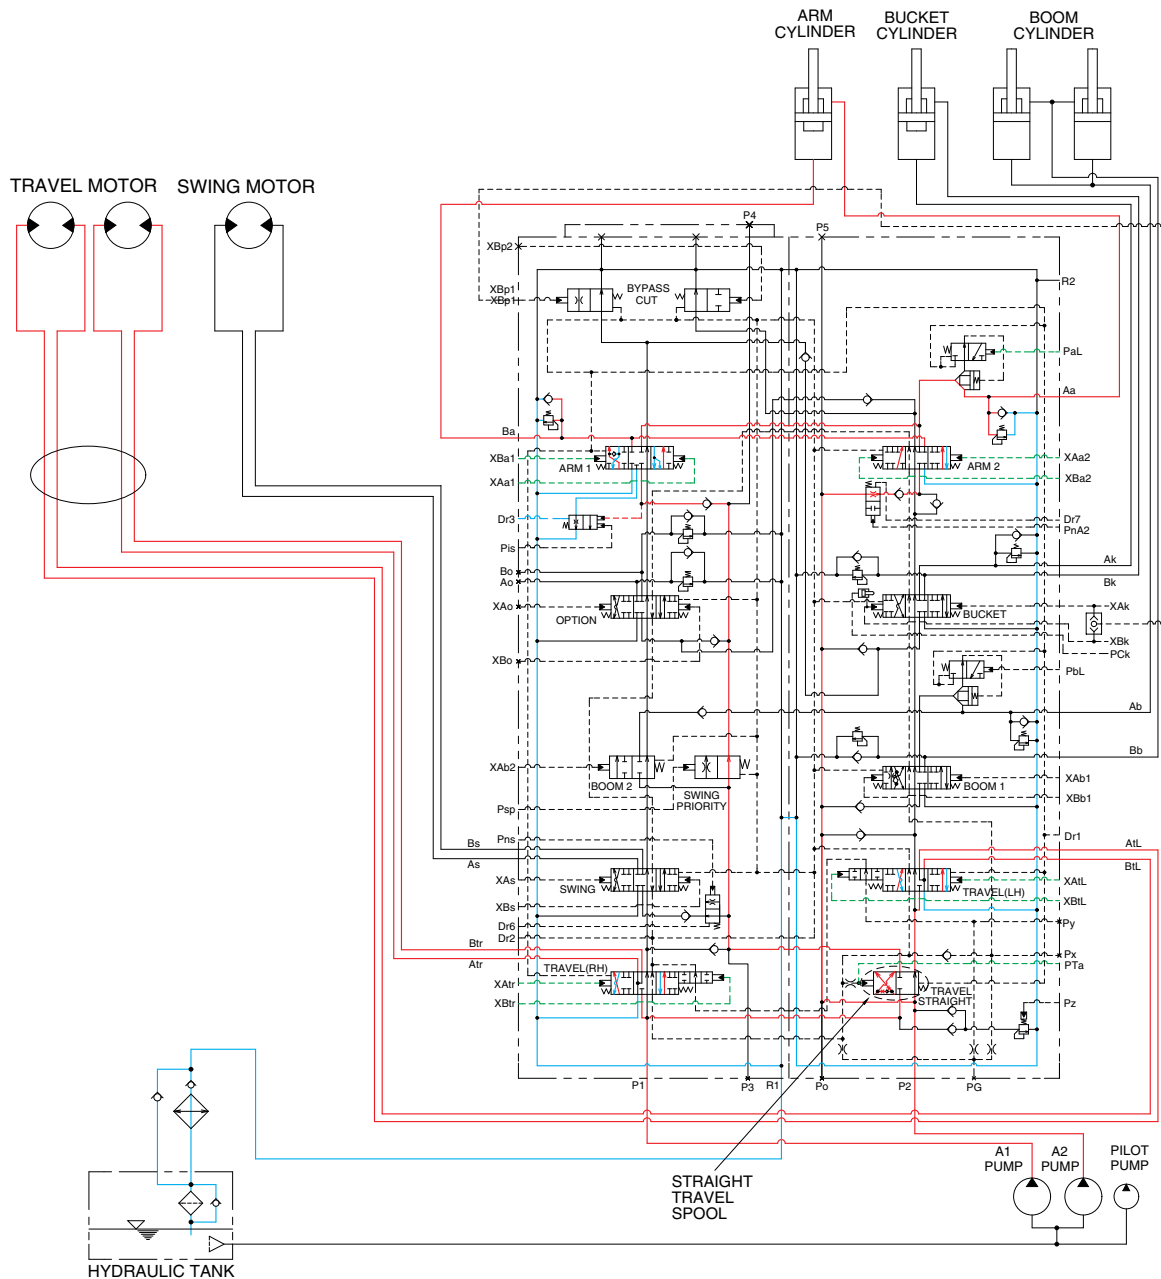 ARM
CYLINDER
BUCKET
CYLINDER
BOOM
CYLINDER
TRAVEL MOTOR
SWING MOTOR
P4
P5
XBp2
R2
XBp1
XBp1
BYPASS
CUT
PaL
Aa
Ba
XBa1
ARM 1
ARM 2
XAa2
XAa1
XBa2
Dr3
Dr7
PnA2
Pis
Ak
Bo
Ao
Bk
XAo
OPTION
BUCKET
XAk
XBk
PCk
XBo
PbL
Ab
Bb
XAb2
BOOM 2
SWING
PRIORITY
BOOM 1
XAb1
XBb1
Psp
Pns
Dr1
Bs
AtL
As
BtL
XAs
SWING
TRAVEL(LH)
XAtL
XBs
XBtL
Dr6
Dr2
Py
Btr
Px
Atr
TRAVEL(RH)
PTa
XAtr
TRAVEL
STRAIGHT
XBtr
Pz
P1
P3
R1
Po
P2
PG
STRAIGHT
TRAVEL
SPOOL
A1
PUMP
A2
PUMP
PILOT
PUMP
HYDRAULIC TANK